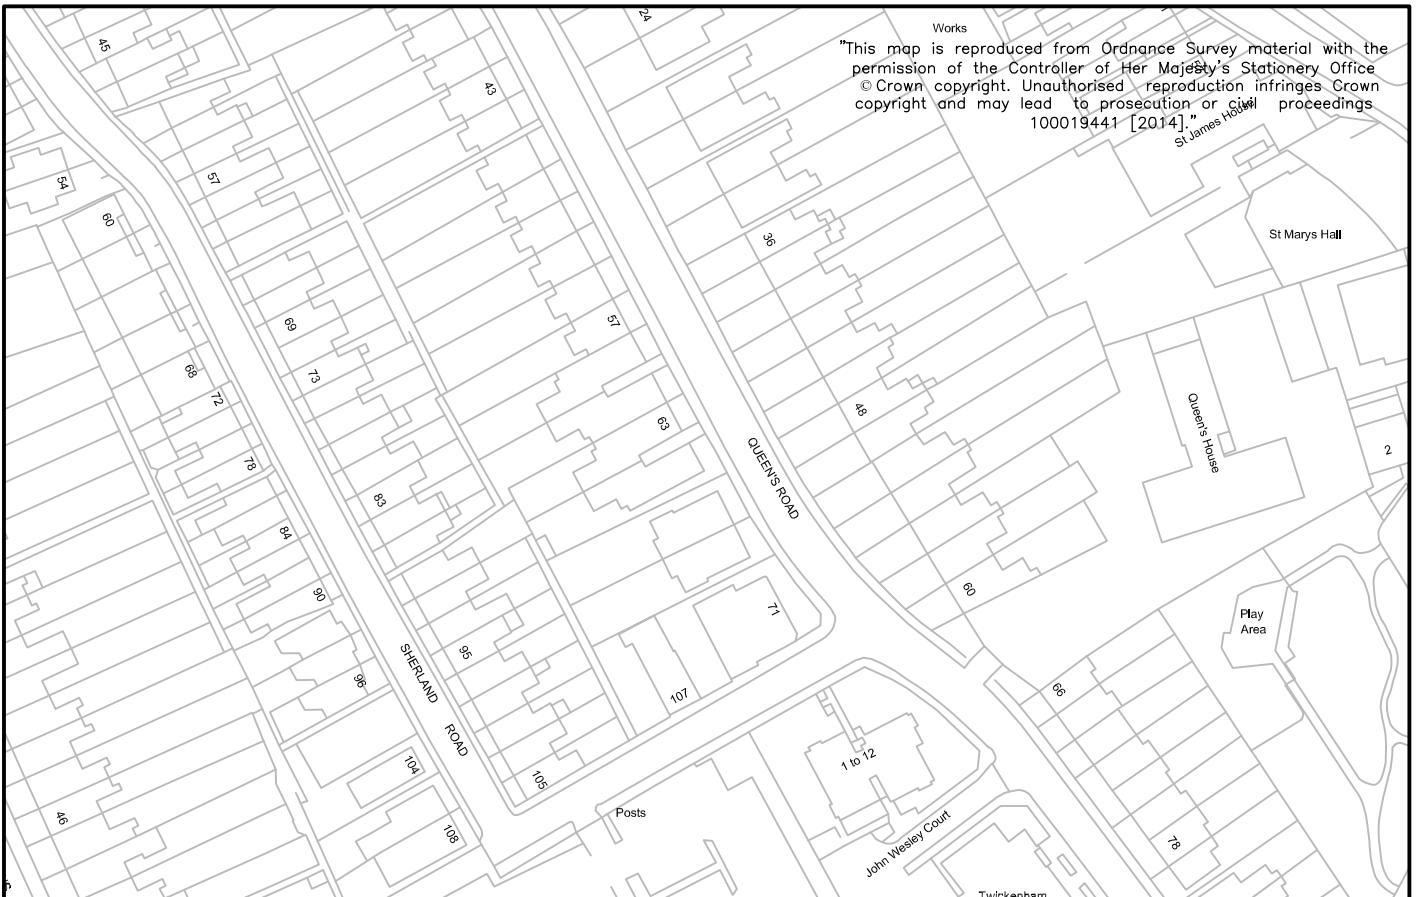 24
Works
"This map is reproduced from Ordnance Survey material with the
permission of the Controller of Her Majesty's Stationery Office
© Crown copyright. Unauthorised reproduction infringes Crown
copyright and may lead to prosecution or civil proceedings
100019441 [2014]."
St James House
St Marys Hall
45
43
57
54
60
36
69
57
73
68
72
63
48
QUEEN'S ROAD
Queen's House
2
78
83
84
90
60
71
Play
Area
95
96
SHERLAND ROAD
107
66
104
105
1 to 12
Posts
46
108
John Wesley Court
78
Twickenham